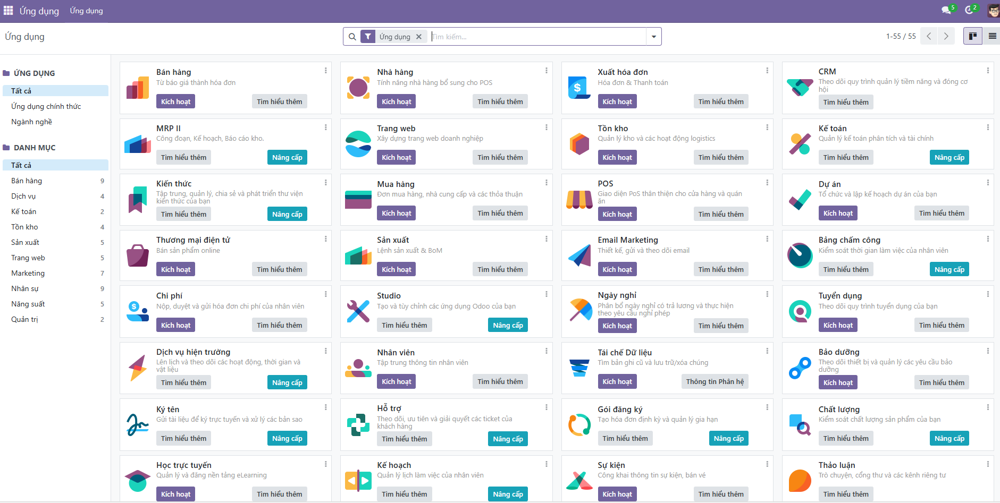 Ứng dụng
Ứng dụng
5
2
Ứng dụng
Ứng dụng
Tìm kiếm...
1-55 / 55
ỨNG DỤNG
Tất cả
Ứng dụng chính thức
Ngành nghề
DANH MỤC
Tất cả
Bán hàng 9
Dịch vụ 4
Kế toán 2
Tồn kho 4
Sản xuất 5
Trang web 5
Marketing 7
Nhân sự 9
Năng suất 5
Quản trị 2
Bán hàng
Từ báo giá thành hóa đơn
Kích hoạt Tìm hiểu thêm
Nhà hàng
Tính năng nhà hàng bổ sung cho POS
Kích hoạt Tìm hiểu thêm
Xuất hóa đơn
Hóa đơn & Thanh toán
Kích hoạt Tìm hiểu thêm
CRM
Theo dõi quy trình quản lý tiềm năng và đóng cơ
hội
Tìm hiểu thêm
MRP II
Công đoạn, Kế hoạch, Báo cáo kho.
Tìm hiểu thêm Nâng cấp
Trang web
Xây dựng trang web doanh nghiệp
Kích hoạt Tìm hiểu thêm
Tồn kho
Quản lý kho và các hoạt động logistics
Kích hoạt Tìm hiểu thêm
Kế toán
Quản lý kế toán phân tích và tài chính
Tìm hiểu thêm Nâng cấp
Kiến thức
Tập trung, quản lý, chia sẻ và phát triển thư viện
kiến thức của bạn
Tìm hiểu thêm Nâng cấp
Mua hàng
Đơn mua hàng, nhà cung cấp và các thỏa thuận
Kích hoạt Tìm hiểu thêm
POS
Giao diện PoS thân thiện cho cửa hàng và quán
ăn
Kích hoạt Tìm hiểu thêm
Dự án
Tổ chức và lập kế hoạch dự án của bạn
Kích hoạt Tìm hiểu thêm
Thương mại điện tử
Bán sản phẩm online
Kích hoạt Tìm hiểu thêm
Sản xuất
Lệnh sản xuất & BoM
Kích hoạt Tìm hiểu thêm
Email Marketing
Thiết kế, gửi và theo dõi email
Kích hoạt Tìm hiểu thêm
Bảng chấm công
Kiểm soát thời gian làm việc của nhân viên
Tìm hiểu thêm Nâng cấp
Chi phí
Nộp, duyệt và gửi hóa đơn chi phí của nhân viên
Kích hoạt Tìm hiểu thêm
Studio
Tạo và tùy chỉnh các ứng dụng Odoo của bạn
Tìm hiểu thêm Nâng cấp
Ngày nghỉ
Phân bổ ngày nghỉ có trả lương và thực hiện
theo yêu cầu nghỉ phép
Kích hoạt Tìm hiểu thêm
Tuyển dụng
Theo dõi quy trình tuyển dụng của bạn
Kích hoạt Tìm hiểu thêm
Dịch vụ hiện trường
Lên lịch và theo dõi các hoạt động, thời gian và
vật liệu
Tìm hiểu thêm Nâng cấp
Nhân viên
Tập trung thông tin nhân viên
Kích hoạt Tìm hiểu thêm
Tái chế Dữ liệu
Tìm bản ghi cũ và lưu trữ/xóa chúng
Kích hoạt Thông tin Phân hệ
Bảo dưỡng
Theo dõi thiết bị và quản lý các yêu cầu bảo
dưỡng
Kích hoạt Tìm hiểu thêm
Ký tên
Gửi tài liệu để ký trực tuyến và xử lý các bản sao
Tìm hiểu thêm Nâng cấp
Hỗ trợ
Theo dõi, ưu tiên và giải quyết các ticket của
khách hàng
Tìm hiểu thêm Nâng cấp
Gói đăng ký
Tạo hóa đơn định kỳ và quản lý gia hạn
Tìm hiểu thêm Nâng cấp
Chất lượng
Kiểm soát chất lượng sản phẩm của bạn
Tìm hiểu thêm Nâng cấp
Học trực tuyến
Quản lý và đăng nền tảng eLearning
Kích hoạt Tìm hiểu thêm
Kế hoạch
Quản lý lịch làm việc của nhân viên
Tìm hiểu thêm Nâng cấp
Sự kiện
Công khai thông tin sự kiện, bán vé
Kích hoạt Tìm hiểu thêm
Thảo luận
Trò chuyện, cổng thư và các kênh riêng tư
Tìm hiểu thêm